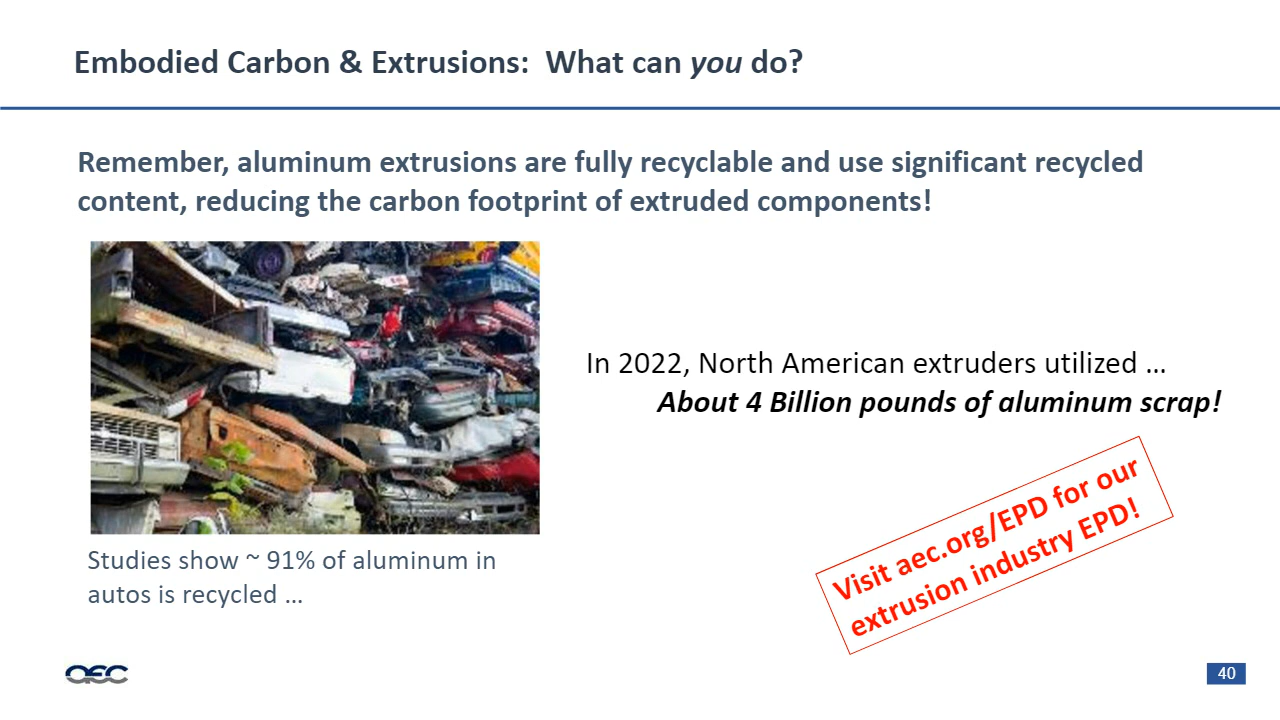 Embodied Carbon & Extrusions:  What can you do?
Remember, aluminum extrusions are fully recyclable and use significant recycled
content, reducing the carbon footprint of extruded components!
In 2022, North American extruders utilized …
About 4 Billion pounds of aluminum scrap!
Visit aec.org/EPD for our
extrusion industry EPD!
Studies show ~ 91% of aluminum in
autos is recycled …
aec
40